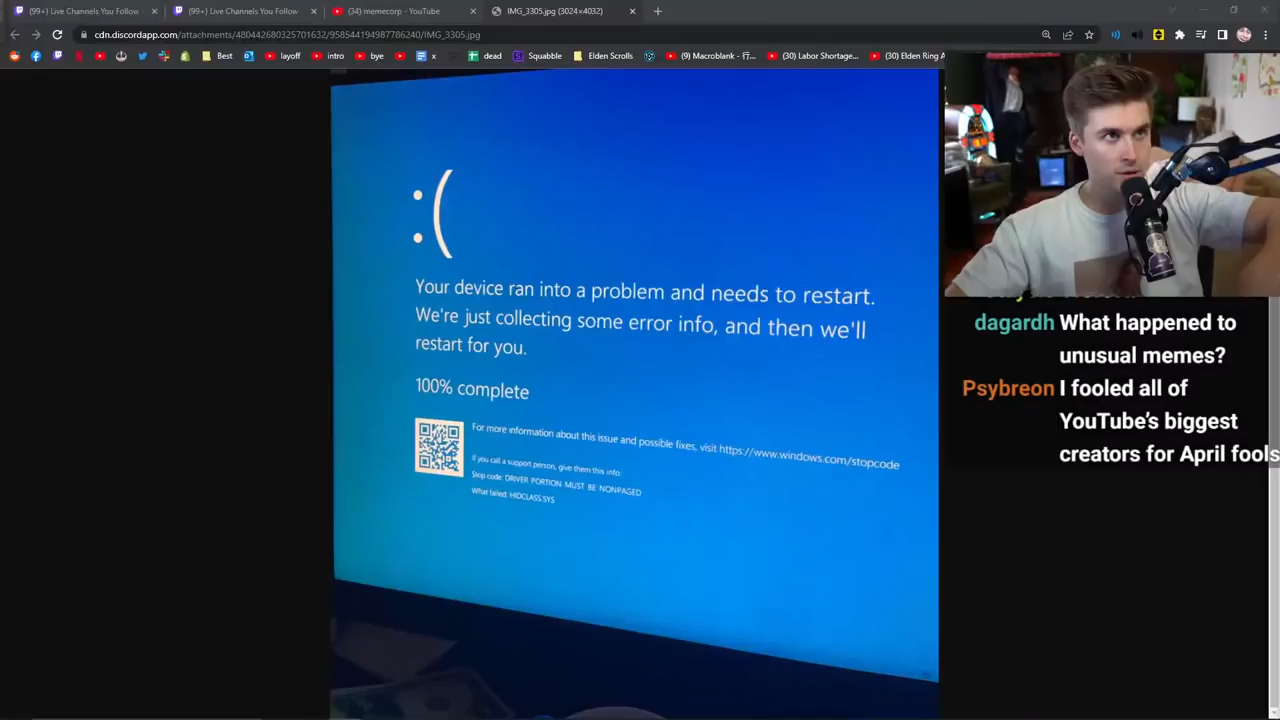 (99+) Live Channels You Follow -
(99+) Live Channels You Follow
(34) memecorp - YouTube
IMG_3305.jpg (3024×4032)
cdn.discordapp.com/attachments/480442680325701632/958544194987786240/IMG_3305.jpg
Best
layoff
intro
bye
x
dead
Squabble
Elden Scrolls
(9) Macroblank - 行...
(30) Labor Shortage...
(30) Elden Ring A
:(
Your device ran into a problem and needs to restart.
We're just collecting some error info, and then we'll
restart for you.
100% complete
For more information about this issue and possible fixes, visit https://www.windows.com/stopcode
If you call a support person, give them this info:
Stop code: DRIVER PORTION MUST BE NONPAGED
What failed: HIDCLASS.SYS
dagardh What happened to
unusual memes?
Psybreon I fooled all of
YouTube's biggest
creators for April fools